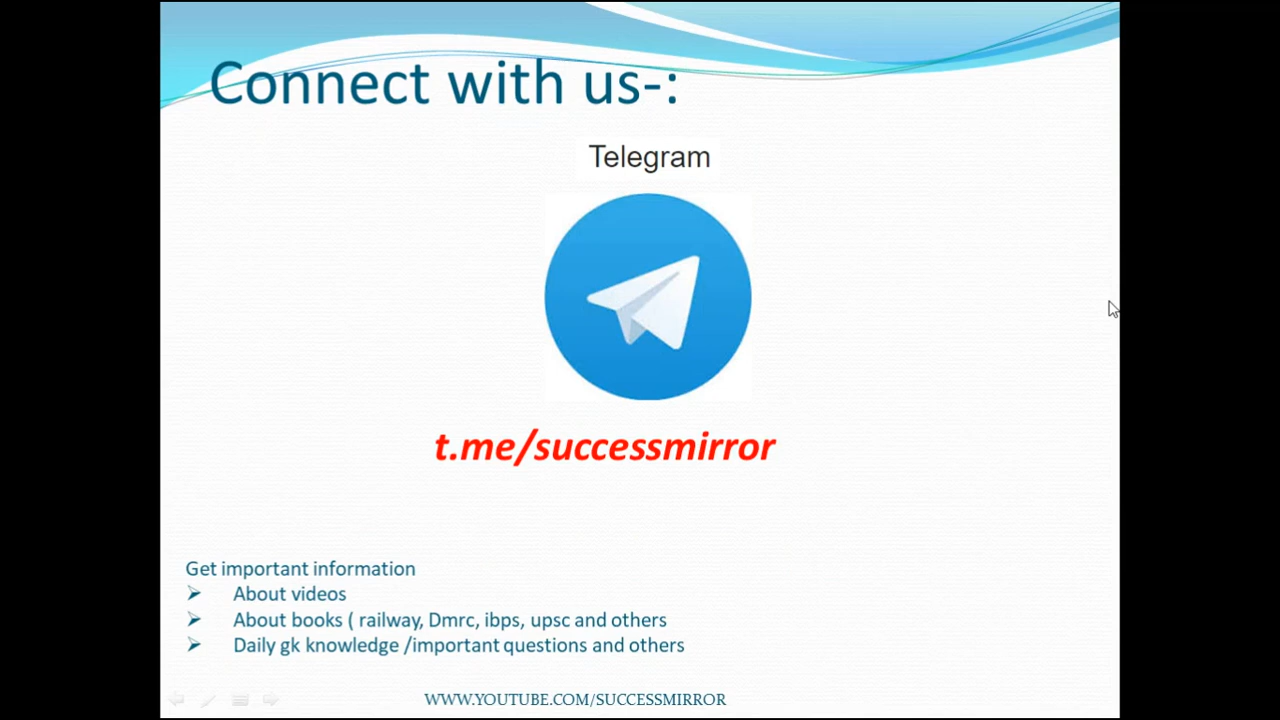 Connect with us-:
Telegram
t.me/successmirror
Get important information
About videos
About books ( railway, Dmrc, ibps, upsc and others
Daily gk knowledge /important questions and others
WWW.YOUTUBE.COM/SUCCESSMIRROR